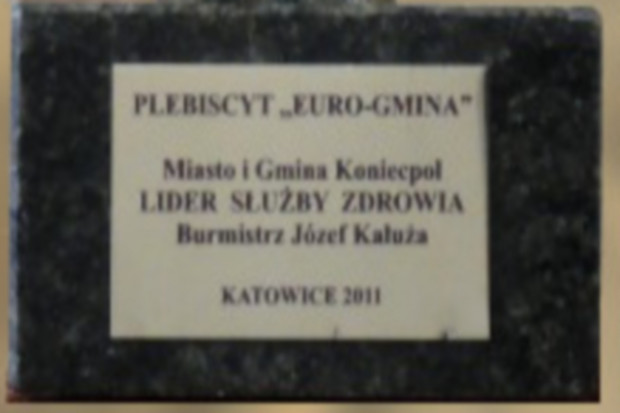 PLEBISCYT „EURO-GMINA”
Miasto i Gmina Koniecpol
LIDER SŁUŻBY ZDROWIA
Burmistrz Józef Kałuża
KATOWICE 2011